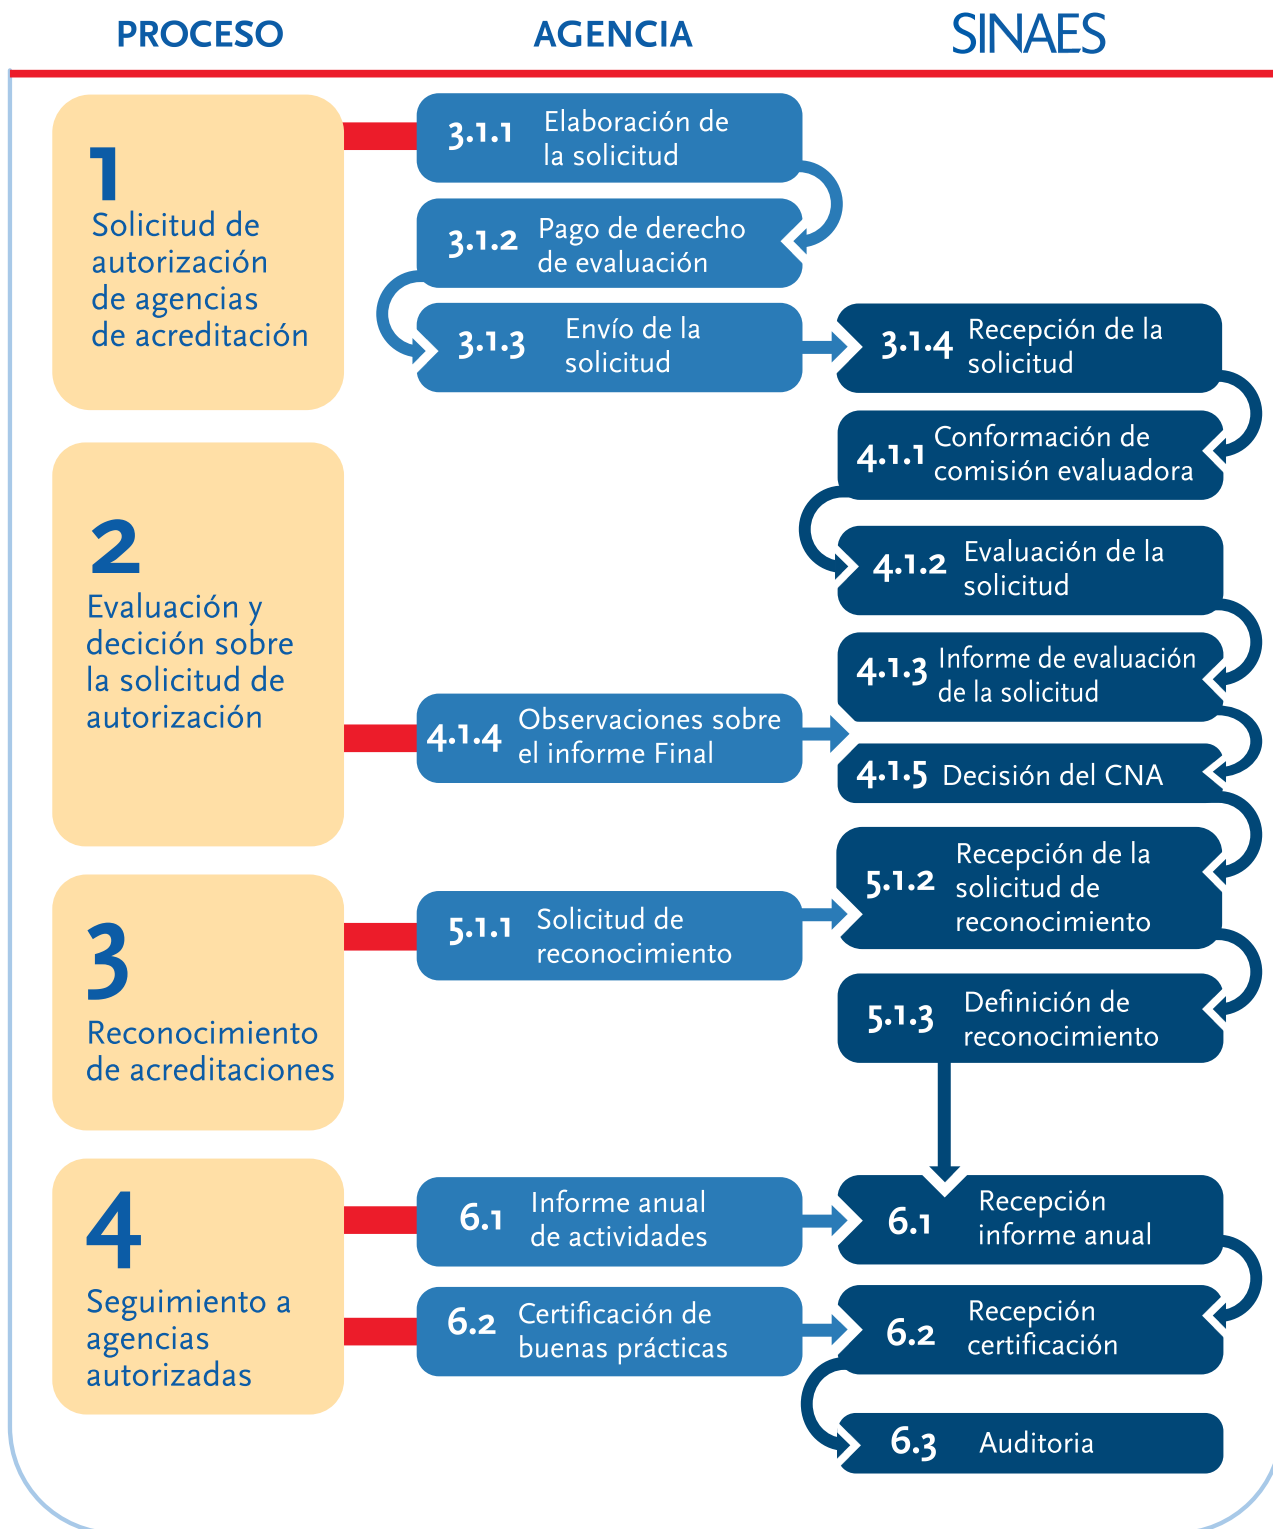 PROCESO
AGENCIA
SINAES
1
Solicitud de
autorización
de agencias
de acreditación
3.1.1
Elaboración de
la solicitud
3.1.2
Pago de derecho
de evaluación
3.1.3
Envío de la
solicitud
3.1.4
Recepción de la
solicitud
2
Evaluación y
decición sobre
la solicitud de
autorización
4.1.1
Conformación de
comisión evaluadora
4.1.2
Evaluación de la
solicitud
4.1.3
Informe de evaluación
de la solicitud
4.1.4
Observaciones sobre
el informe Final
4.1.5
Decisión del CNA
3
Reconocimiento
de acreditaciones
5.1.1
Solicitud de
reconocimiento
5.1.2
Recepción de la
solicitud de
reconocimiento
5.1.3
Definición de
reconocimiento
4
Seguimiento a
agencias
autorizadas
6.1
Informe anual
de actividades
6.1
Recepción
informe anual
6.2
Certificación de
buenas prácticas
6.2
Recepción
certificación
6.3
Auditoria